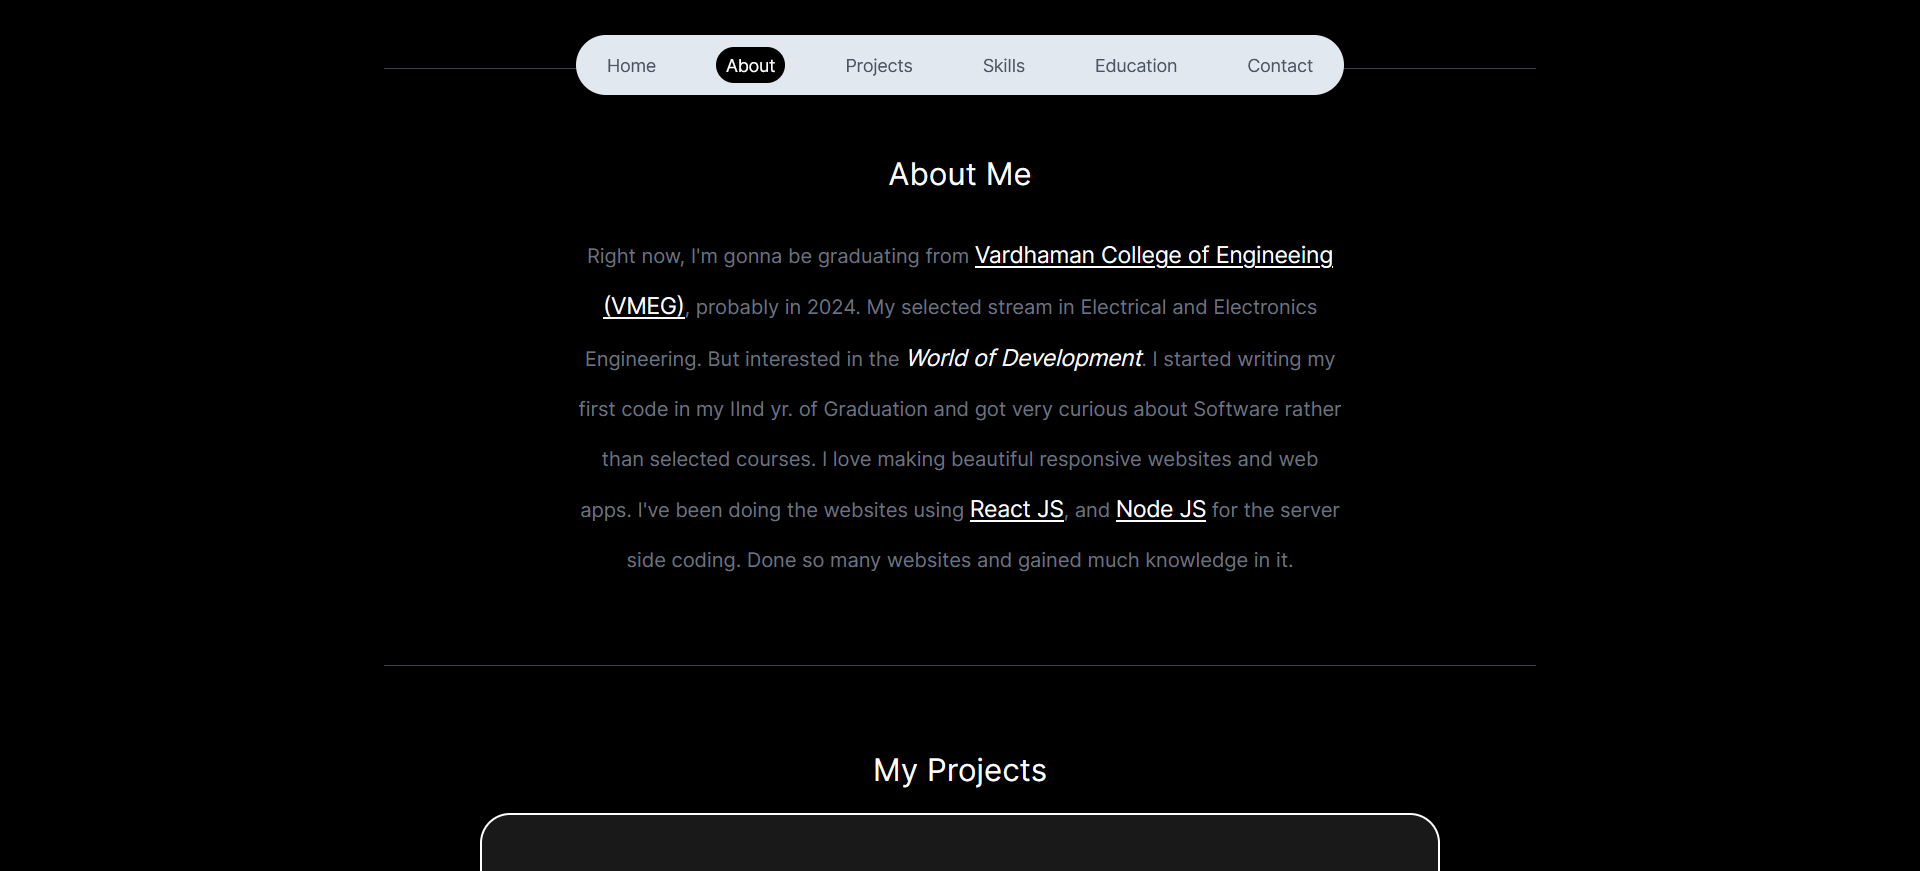 Home About Projects Skills Education Contact
About Me
Right now, I'm gonna be graduating from Vardhaman College of Engineeing
(VMEG), probably in 2024. My selected stream in Electrical and Electronics
Engineering. But interested in the World of Development. I started writing my
first code in my IInd yr. of Graduation and got very curious about Software rather
than selected courses. I love making beautiful responsive websites and web
apps. I've been doing the websites using React JS, and Node JS for the server
side coding. Done so many websites and gained much knowledge in it.
My Projects